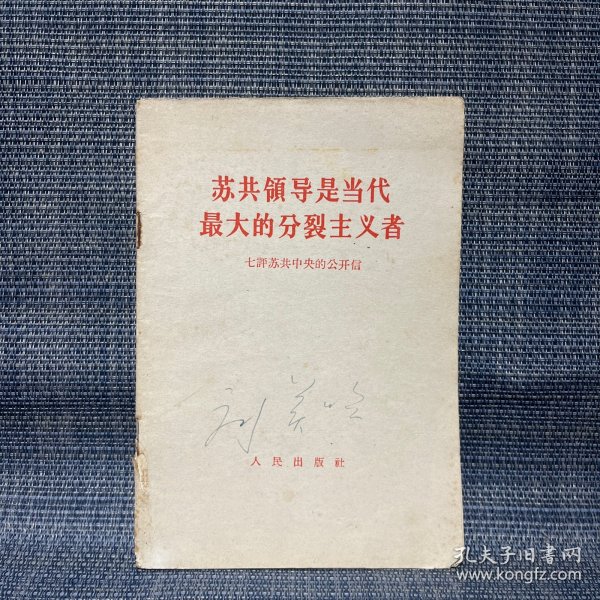 苏共領导是当代
最大的分裂主义者
七評苏共中央的公开信
人民出版社
孔夫子旧書网
www.kongfz.com